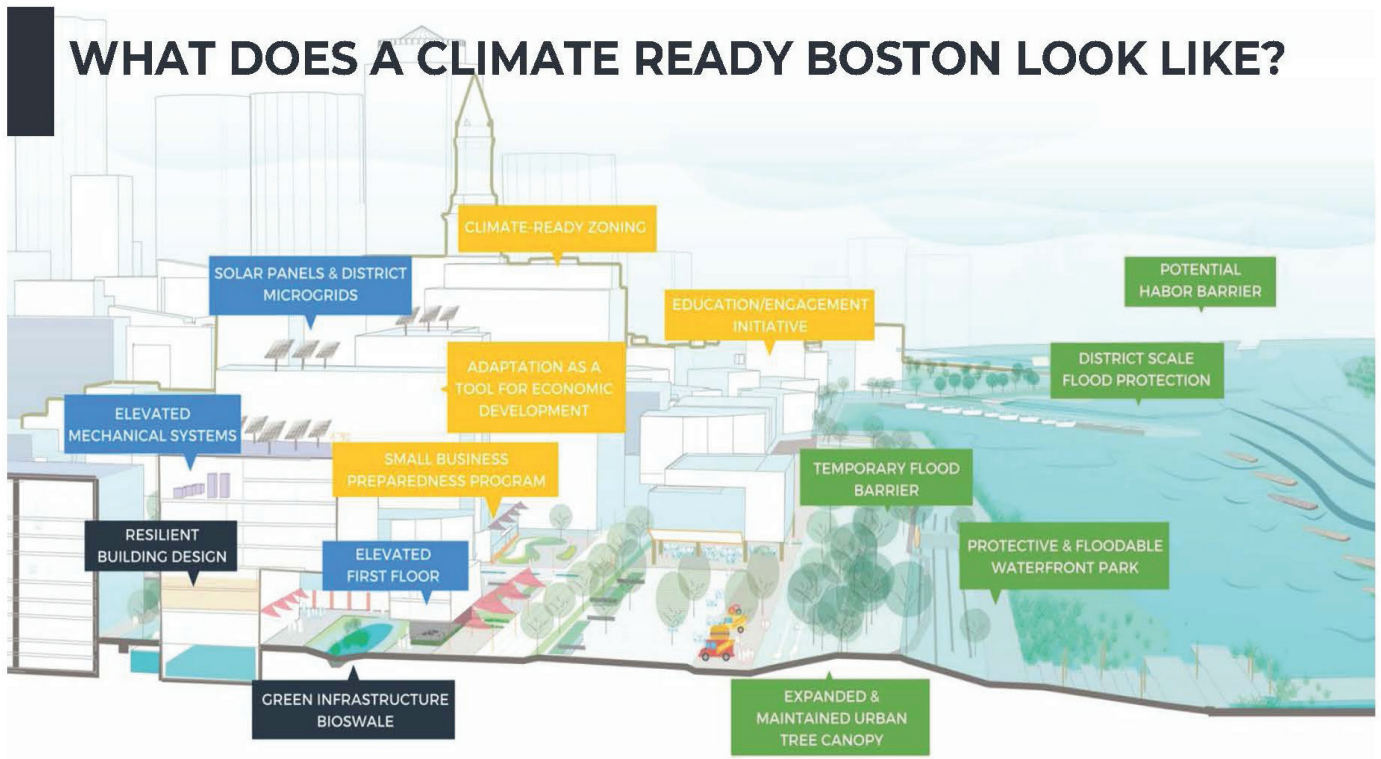 WHAT DOES A CLIMATE READY BOSTON LOOK LIKE?
CLIMATE-READY ZONING
SOLAR PANELS & DISTRICT
MICROGRIDS
POTENTIAL
HABOR BARRIER
EDUCATION/ENGAGEMENT
INITIATIVE
ADAPTATION AS A
TOOL FOR ECONOMIC
DEVELOPMENT
DISTRICT SCALE
FLOOD PROTECTION
ELEVATED
MECHANICAL SYSTEMS
SMALL BUSINESS
PREPAREDNESS PROGRAM
TEMPORARY FLOOD
BARRIER
RESILIENT
BUILDING DESIGN
ELEVATED
FIRST FLOOR
PROTECTIVE & FLOODABLE
WATERFRONT PARK
GREEN INFRASTRUCTURE
BIOSWALE
EXPANDED &
MAINTAINED URBAN
TREE CANOPY